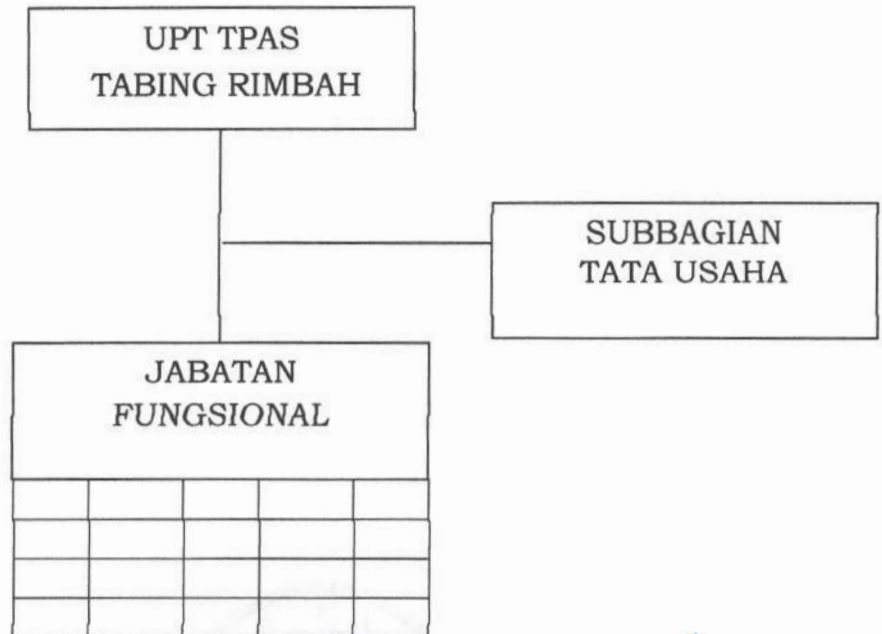 UPT TPAS
TABING RIMBAH
SUBBAGIAN
TATA USAHA
JABATAN
FUNGSIONAL